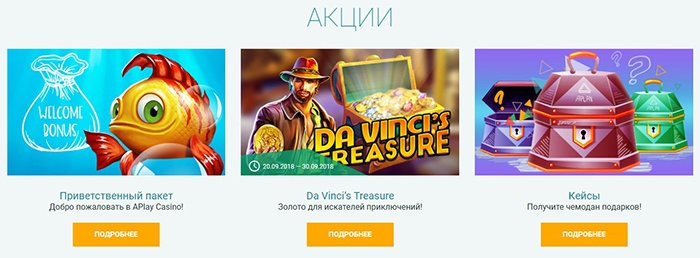 АКЦИИ
WELCOME
BONUS
DA VINCI'S
TREASURE
20.09.2018 — 30.09.2018
APLAY
Приветственный пакет
Добро пожаловать в APlay Casino!
ПОДРОБНЕЕ
Da Vinci's Treasure
Золото для искателей приключений!
ПОДРОБНЕЕ
Кейсы
Получите чемодан подарков!
ПОДРОБНЕЕ